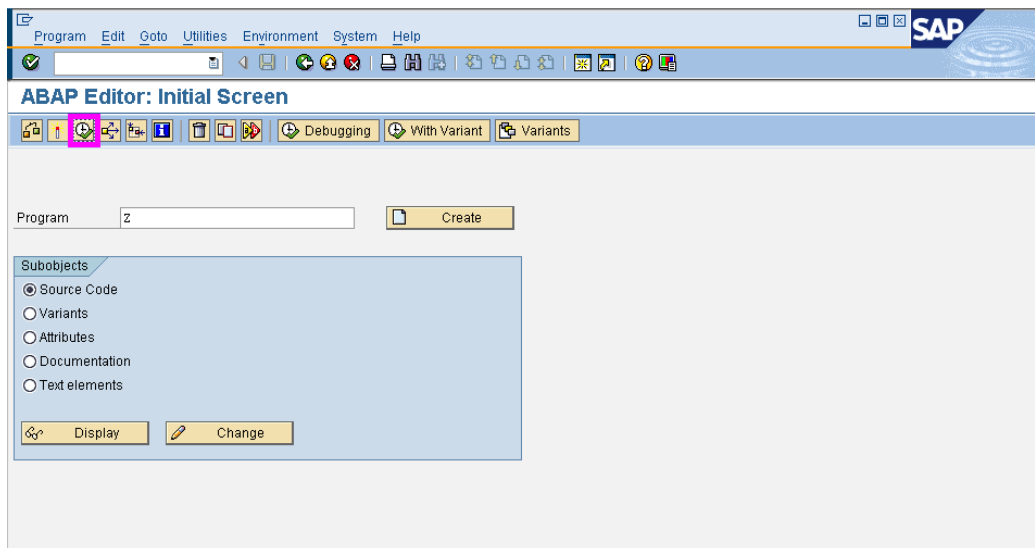 Program Edit Goto Utilities Environment System Help
SAP
ABAP Editor: Initial Screen
Debugging With Variant Variants
Program Z Create
Subobjects
Source Code
Variants
Attributes
Documentation
Text elements
Display Change